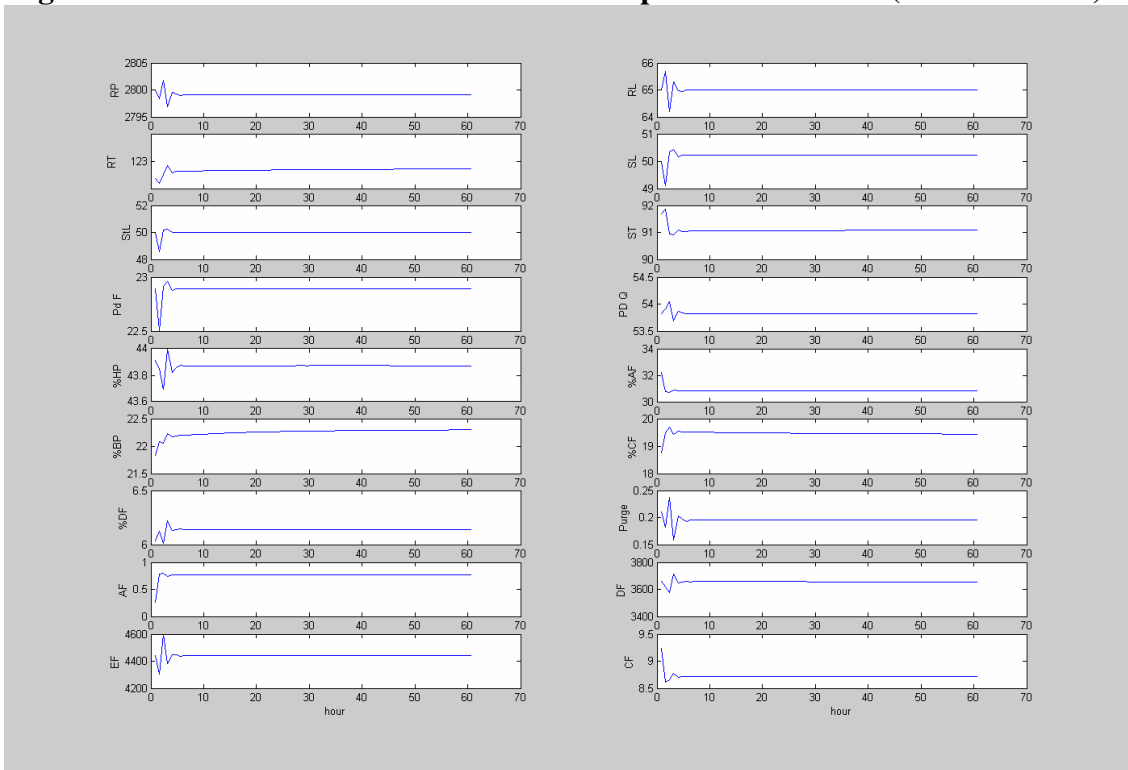 2805
2800
2795
RP
0 10 20 30 40 50 60 70
66
65
64
RL
0 10 20 30 40 50 60 70
123
RT
0 10 20 30 40 50 60 70
51
50
49
SL
0 10 20 30 40 50 60 70
52
50
48
StL
0 10 20 30 40 50 60 70
92
91
90
ST
0 10 20 30 40 50 60 70
23
22.5
Pd F
0 10 20 30 40 50 60 70
54.5
54
53.5
PD Q
0 10 20 30 40 50 60 70
44
43.8
43.6
%HP
0 10 20 30 40 50 60 70
34
32
30
%AF
0 10 20 30 40 50 60 70
22.5
22
21.5
%BP
0 10 20 30 40 50 60 70
20
19
18
%CF
0 10 20 30 40 50 60 70
6.5
6
%DF
0 10 20 30 40 50 60 70
0.25
0.2
0.15
Purge
0 10 20 30 40 50 60 70
1
0.5
0
AF
0 10 20 30 40 50 60 70
3800
3600
3400
DF
0 10 20 30 40 50 60 70
4600
4400
4200
EF
0 10 20 30 40 50 60 70
hour
9.5
9
8.5
CF
0 10 20 30 40 50 60 70
hour